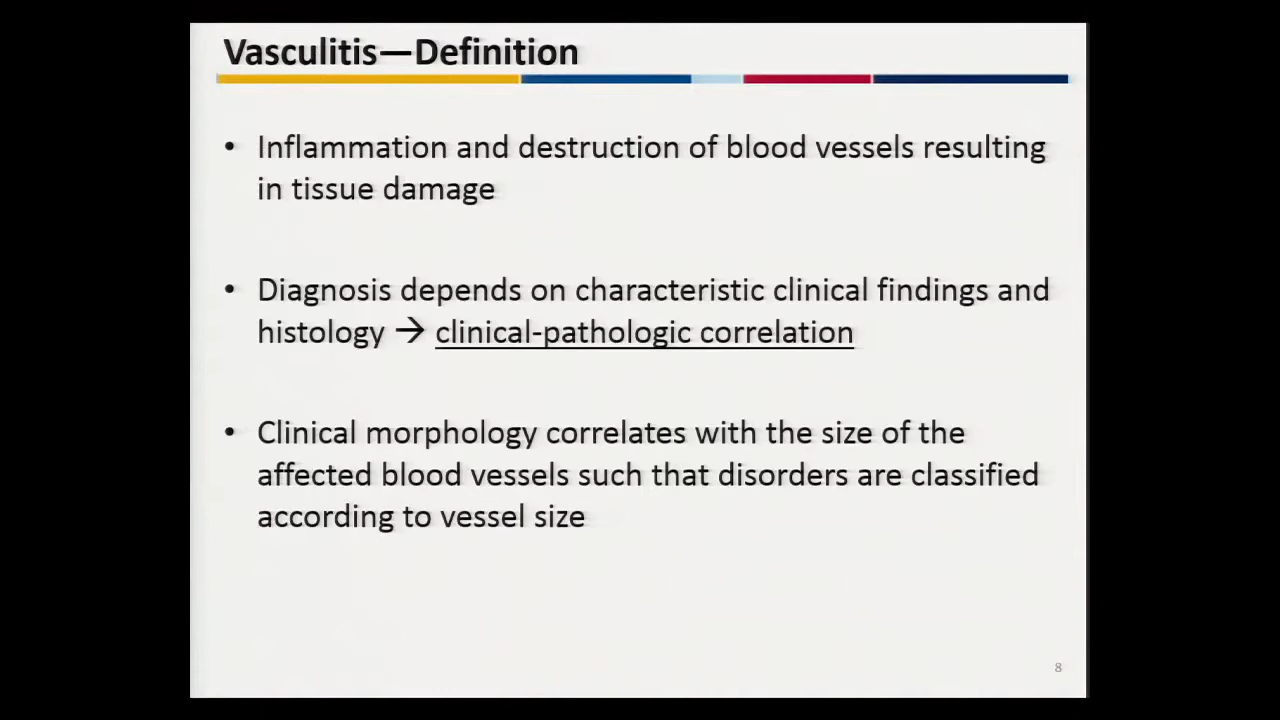 Vasculitis—Definition
• Inflammation and destruction of blood vessels resulting
in tissue damage
• Diagnosis depends on characteristic clinical findings and
histology → clinical-pathologic correlation
• Clinical morphology correlates with the size of the
affected blood vessels such that disorders are classified
according to vessel size
8